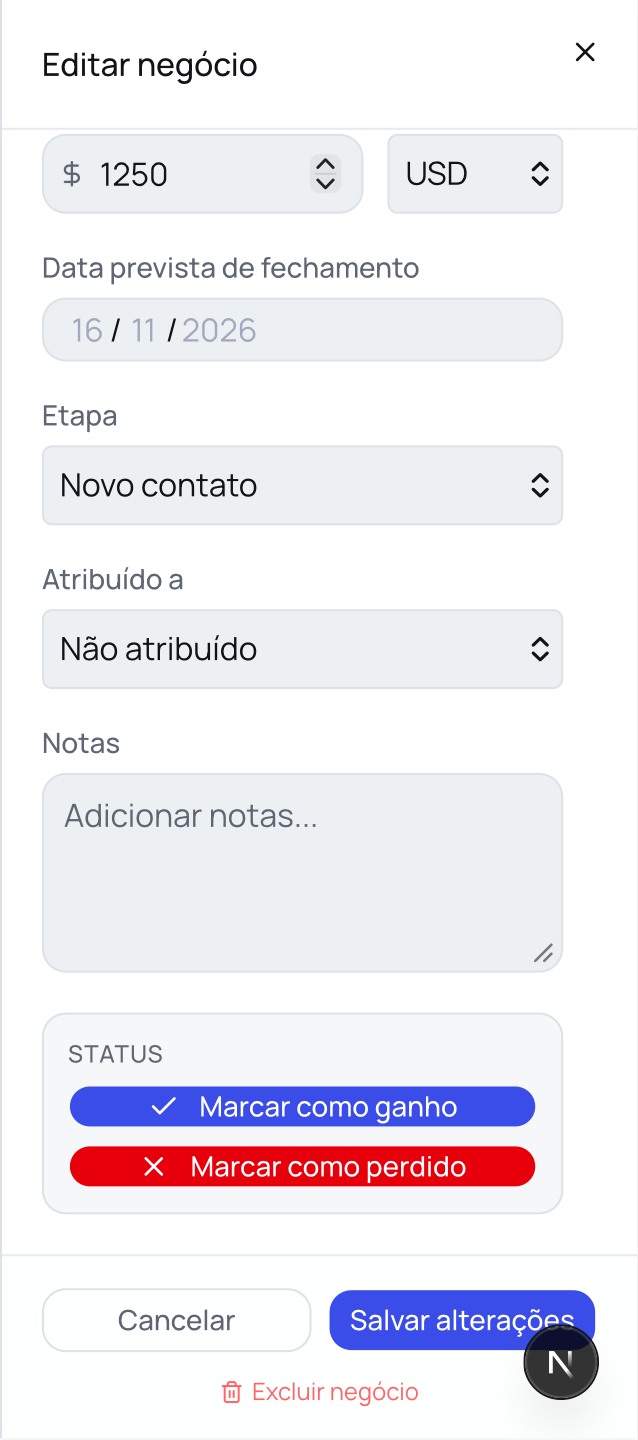 Editar negócio
$ 1250 USD
Data prevista de fechamento
16 / 11 / 2026
Etapa
Novo contato
Atribuído a
Não atribuído
Notas
Adicionar notas...
STATUS
Marcar como ganho
Marcar como perdido
Cancelar Salvar alterações
N
Excluir negócio